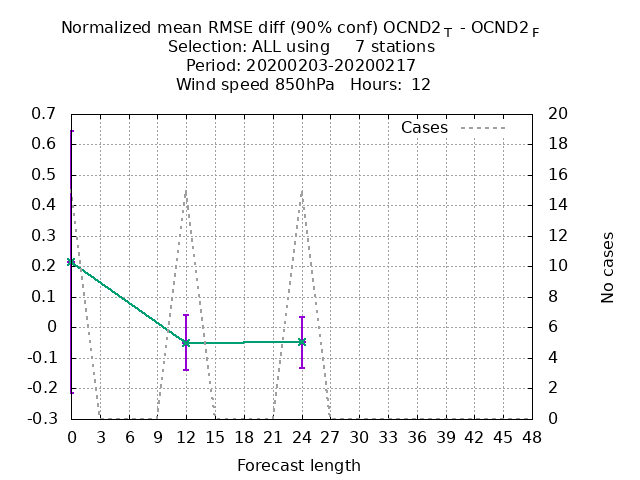 Normalized mean RMSE diff (90% conf) OCND2 T - OCND2 F
Selection: ALL using 7 stations
Period: 20200203-20200217
Wind speed 850hPa Hours: 12
Cases
0.7
0.6
0.5
0.4
0.3
0.2
0.1
0
-0.1
-0.2
-0.3
20
18
16
14
12
10
8
6
4
2
0
No cases
0 3 6 9 12 15 18 21 24 27 30 33 36 39 42 45 48
Forecast length